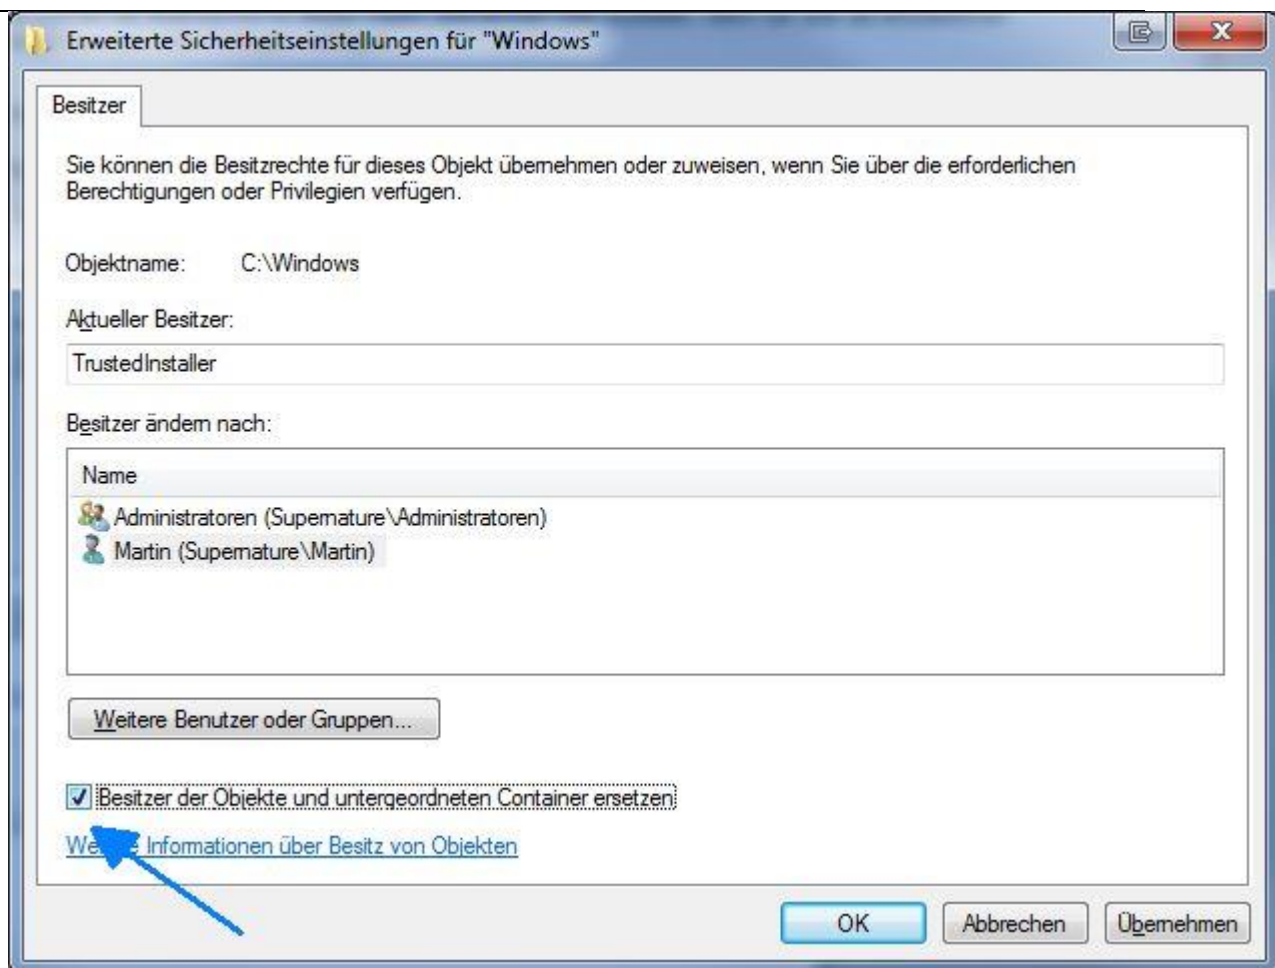 Erweiterte Sicherheitseinstellungen für "Windows"
Besitzer
Sie können die Besitzrechte für dieses Objekt übernehmen oder zuweisen, wenn Sie über die erforderlichen
Berechtigungen oder Privilegien verfügen.
Objektname: C:\Windows
Aktueller Besitzer:
TrustedInstaller
Besitzer ändern nach:
Name
Administratoren (Supernature\Administratoren)
Martin (Supernature\Martin)
Weitere Benutzer oder Gruppen...
Besitzer der Objekte und untergeordneten Container ersetzen
Weitere Informationen über Besitz von Objekten
OK Abbrechen Übernehmen